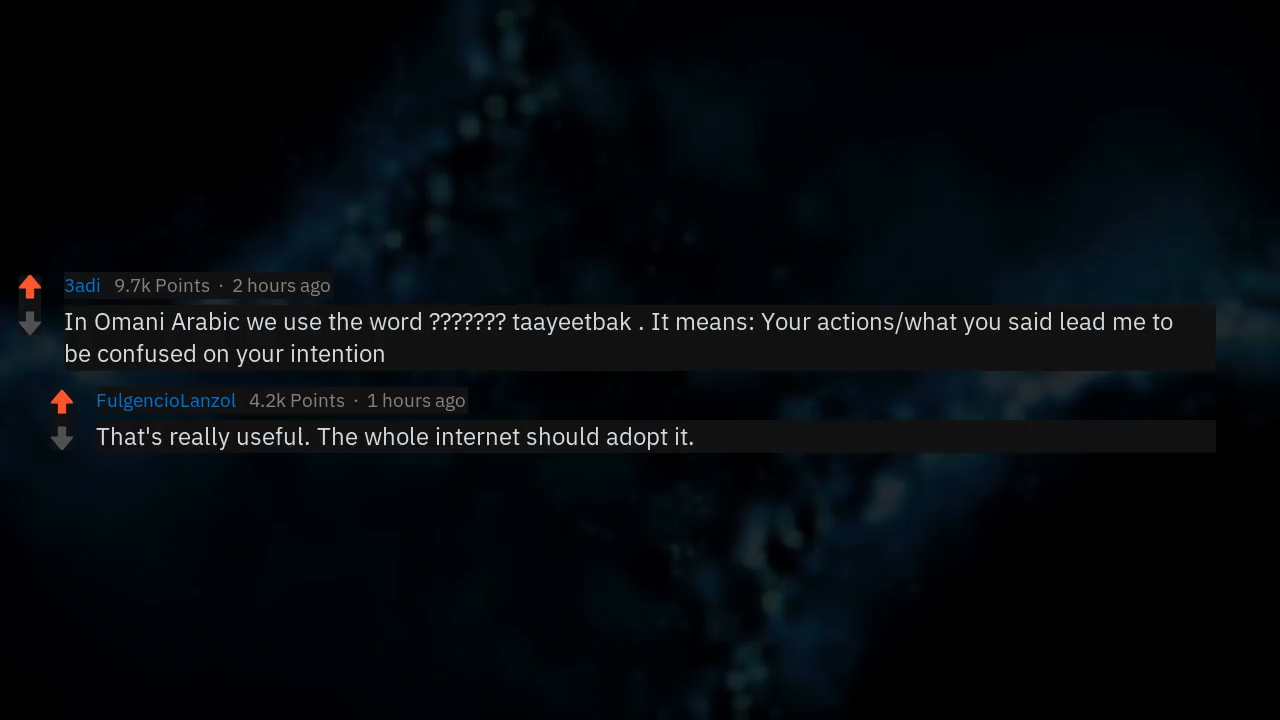 3adi 9.7k Points · 2 hours ago
In Omani Arabic we use the word ??????? taayeetbak . It means: Your actions/what you said lead me to
be confused on your intention
FulgencioLanzol 4.2k Points · 1 hours ago
That's really useful. The whole internet should adopt it.